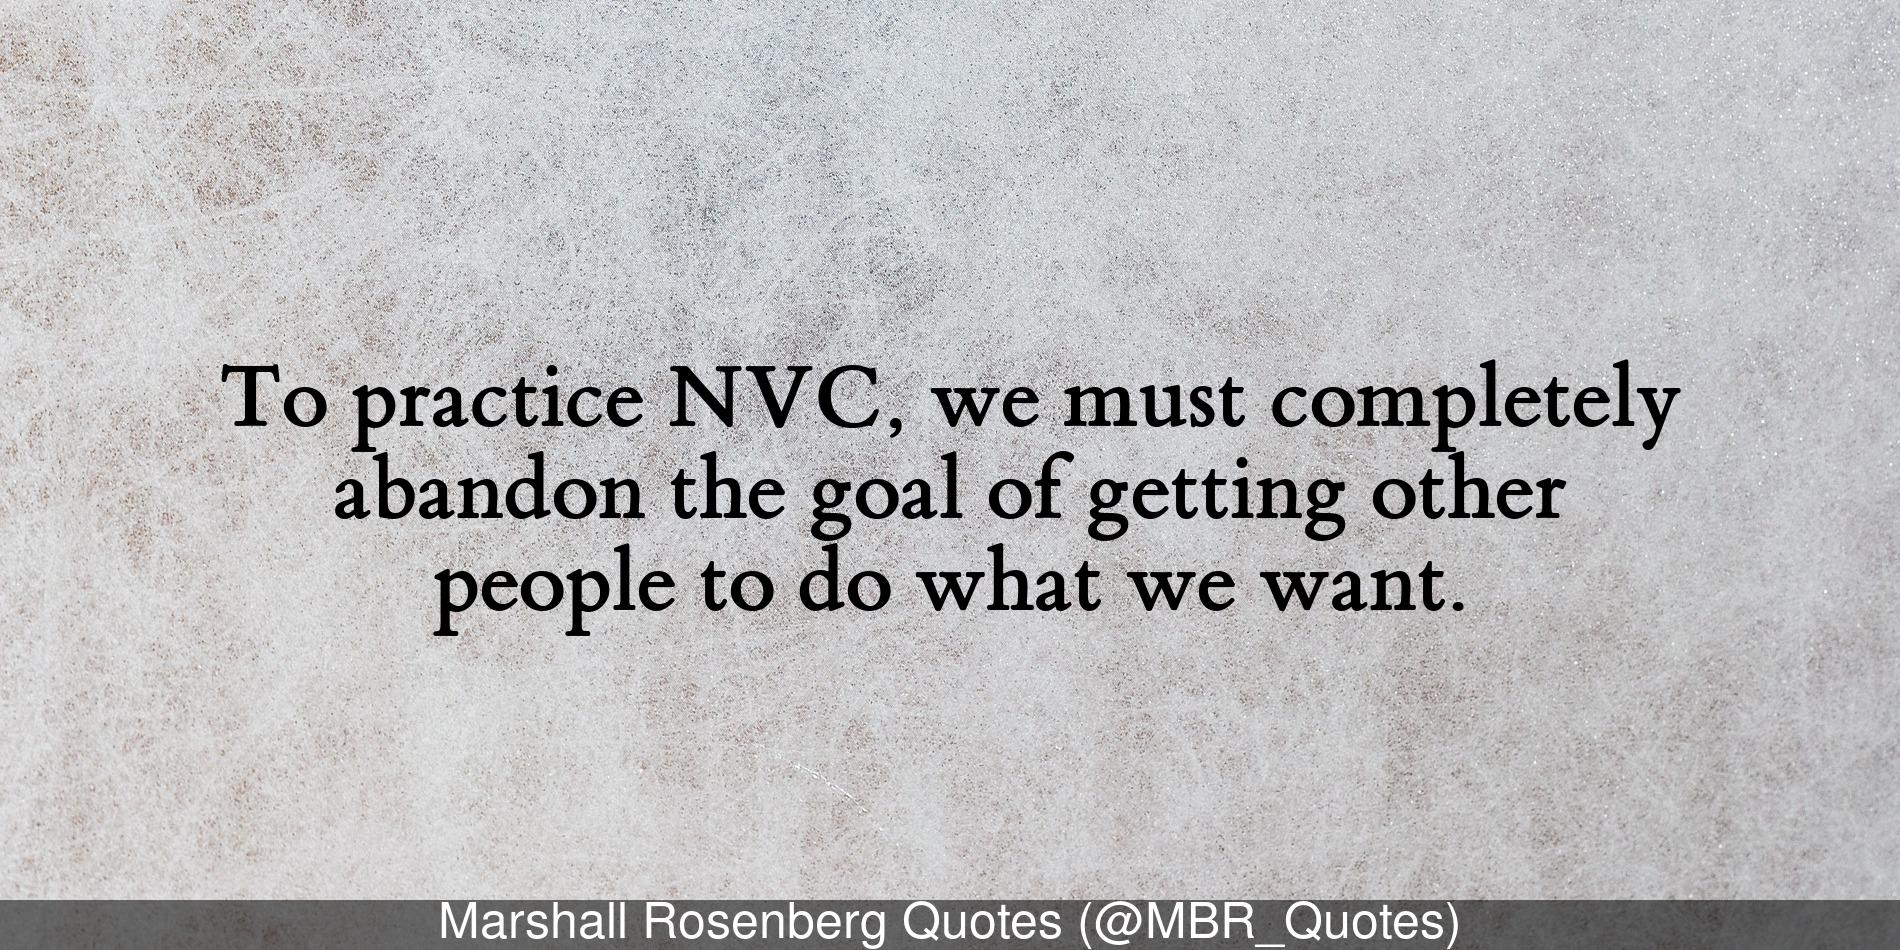 To practice NVC, we must completely
abandon the goal of getting other
people to do what we want.
Marshall Rosenberg Quotes (@MBR_Quotes)